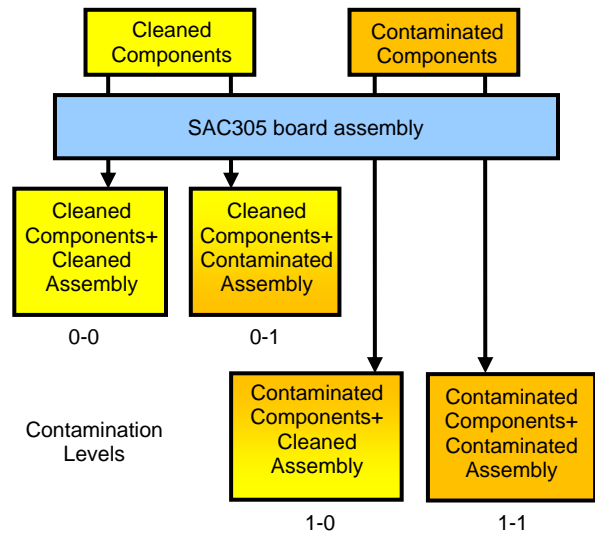 Cleaned
Components
Contaminated
Components
SAC305 board assembly
Cleaned
Components+
Cleaned
Assembly
Cleaned
Components+
Contaminated
Assembly
0-0
0-1
Contamination
Levels
Contaminated
Components+
Cleaned
Assembly
Contaminated
Components+
Contaminated
Assembly
1-0
1-1